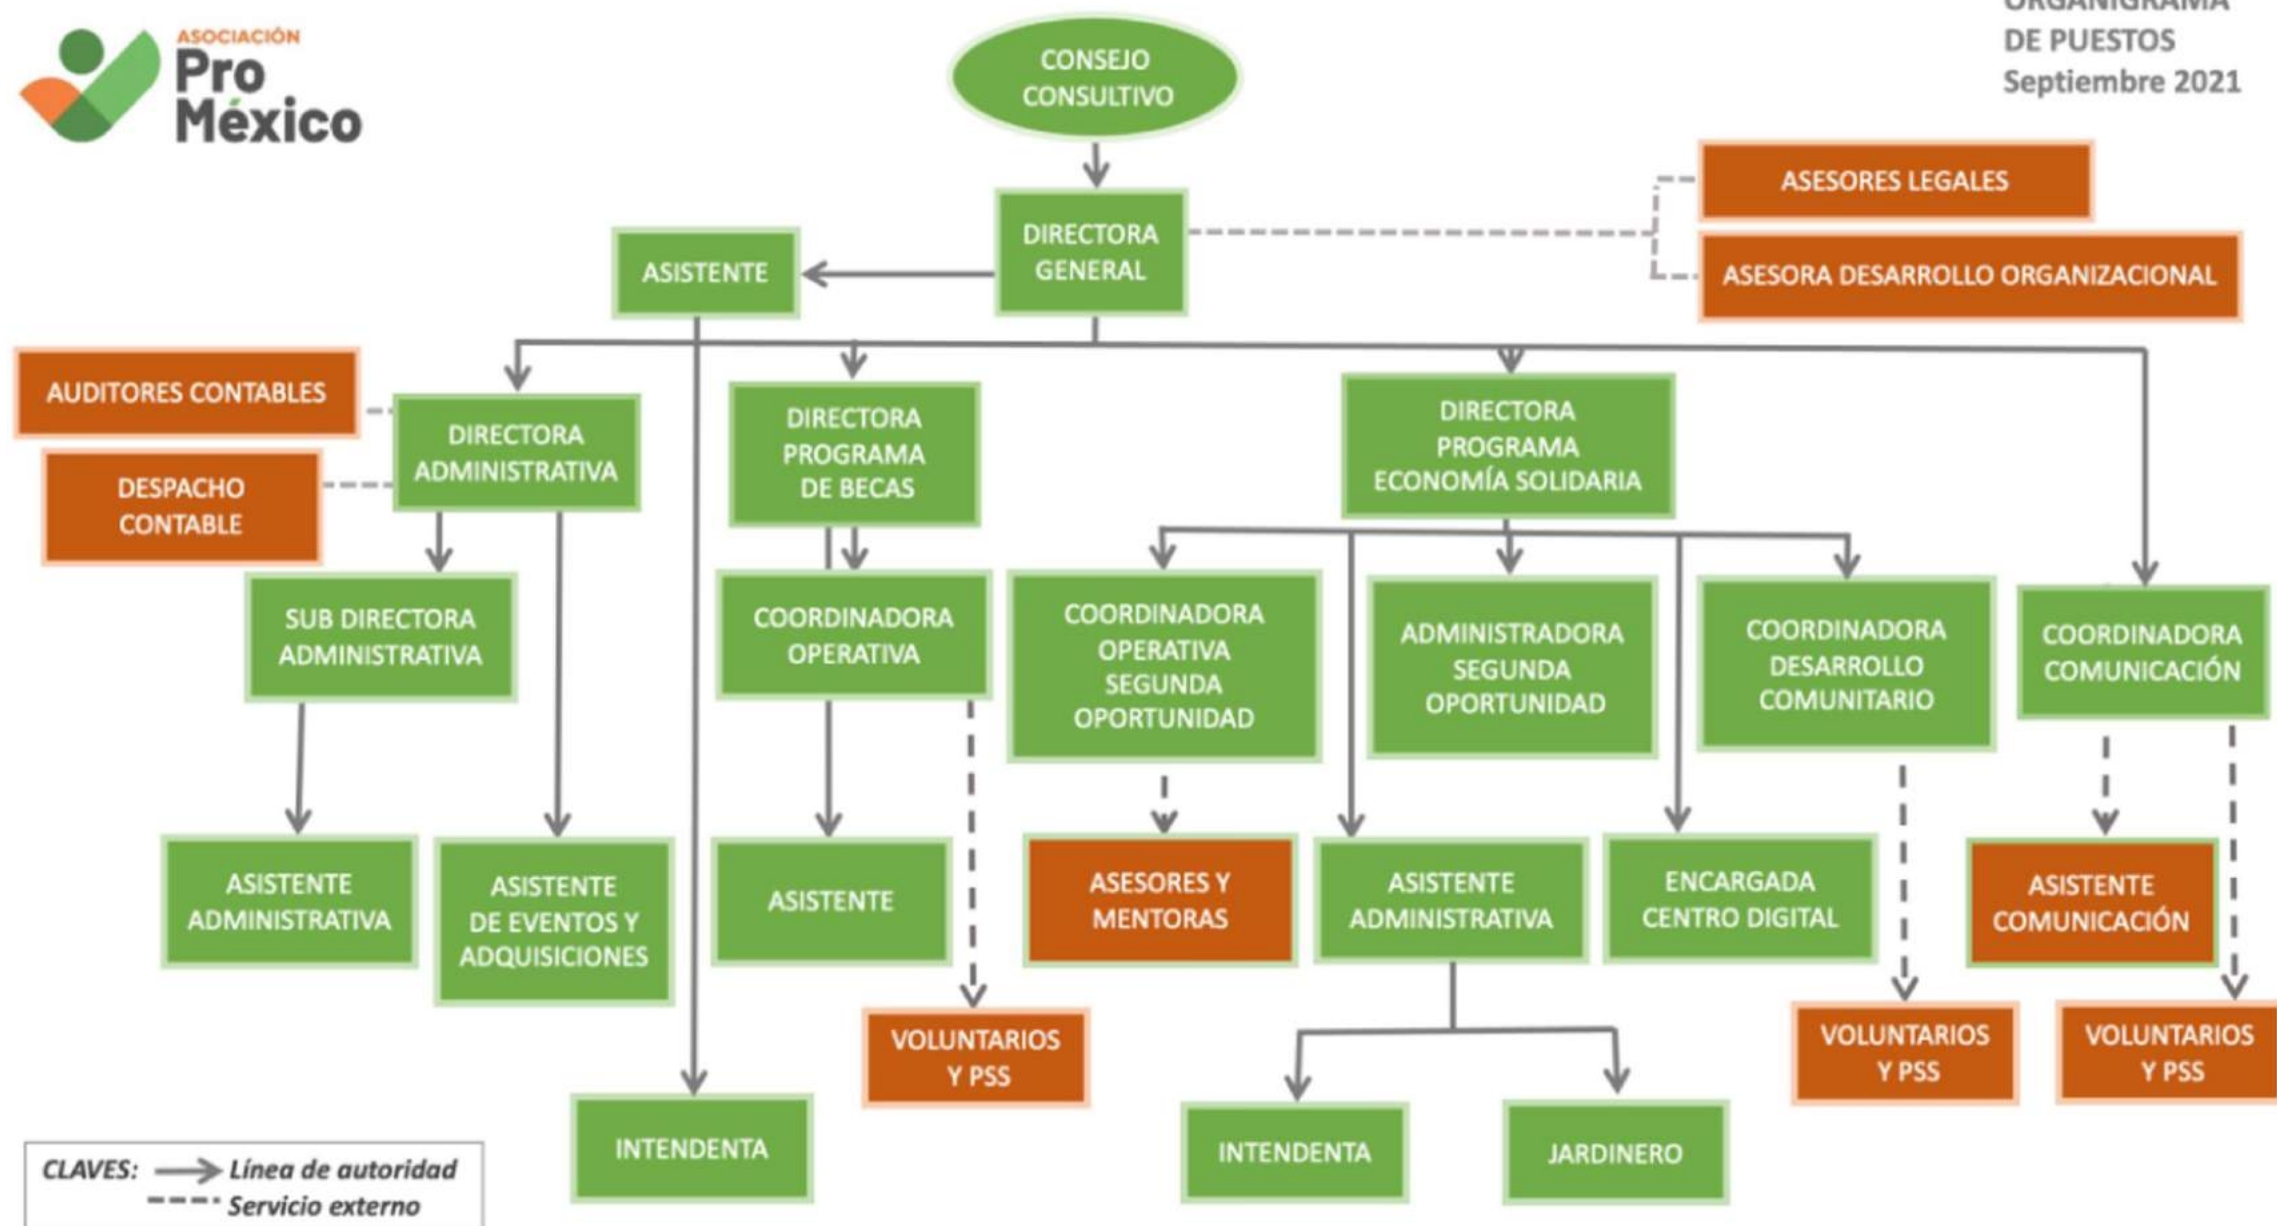 ASOCIACIÓN
Pro
México
ORGANIGRAMA
DE PUESTOS
Septiembre 2021
CONSEJO
CONSULTIVO
DIRECTORA
GENERAL
ASISTENTE
ASESORES LEGALES
ASESORA DESARROLLO ORGANIZACIONAL
AUDITORES CONTABLES
DESPACHO
CONTABLE
DIRECTORA
ADMINISTRATIVA
DIRECTORA
PROGRAMA
DE BECAS
DIRECTORA
PROGRAMA
ECONOMÍA SOLIDARIA
SUB DIRECTORA
ADMINISTRATIVA
COORDINADORA
OPERATIVA
COORDINADORA
OPERATIVA
SEGUNDA
OPORTUNIDAD
ADMINISTRADORA
SEGUNDA
OPORTUNIDAD
COORDINADORA
DESARROLLO
COMUNITARIO
COORDINADORA
COMUNICACIÓN
ASISTENTE
ADMINISTRATIVA
ASISTENTE
DE EVENTOS Y
ADQUISICIONES
ASISTENTE
ASESORES Y
MENTORAS
ASISTENTE
ADMINISTRATIVA
ENCARGADA
CENTRO DIGITAL
ASISTENTE
COMUNICACIÓN
VOLUNTARIOS
Y PSS
VOLUNTARIOS
Y PSS
VOLUNTARIOS
Y PSS
INTENDENTA
INTENDENTA
JARDINERO
CLAVES: Línea de autoridad
Servicio externo